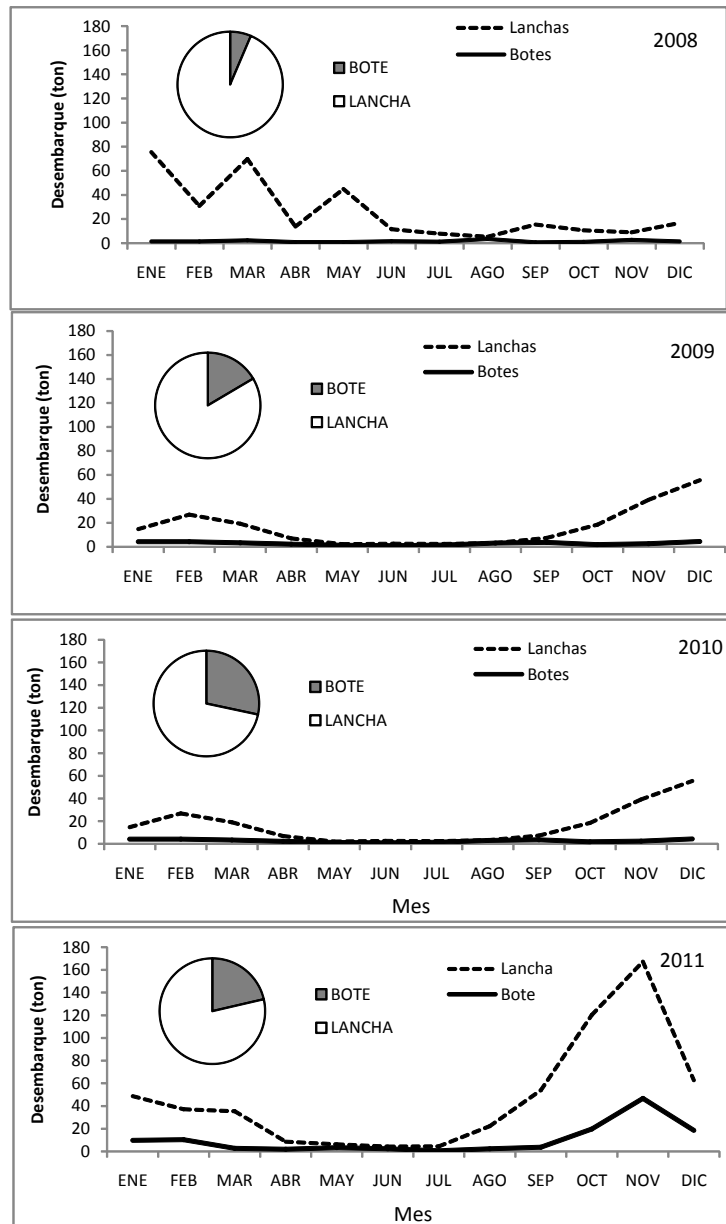 Desembarque (ton)
180
160
140
120
100
80
60
40
20
0
BOTE
LANCHA
Lanchas
Botes
2008
ENE FEB MAR ABR MAY JUN JUL AGO SEP OCT NOV DIC
Desembarque (ton)
180
160
140
120
100
80
60
40
20
0
BOTE
LANCHA
Lanchas
Botes
2009
ENE FEB MAR ABR MAY JUN JUL AGO SEP OCT NOV DIC
Desembarque (ton)
180
160
140
120
100
80
60
40
20
0
BOTE
LANCHA
Lanchas
Botes
2010
ENE FEB MAR ABR MAY JUN JUL AGO SEP OCT NOV DIC
Mes
Desembarque (ton)
180
160
140
120
100
80
60
40
20
0
BOTE
LANCHA
Lancha
Bote
2011
ENE FEB MAR ABR MAY JUN JUL AGO SEP OCT NOV DIC
Mes